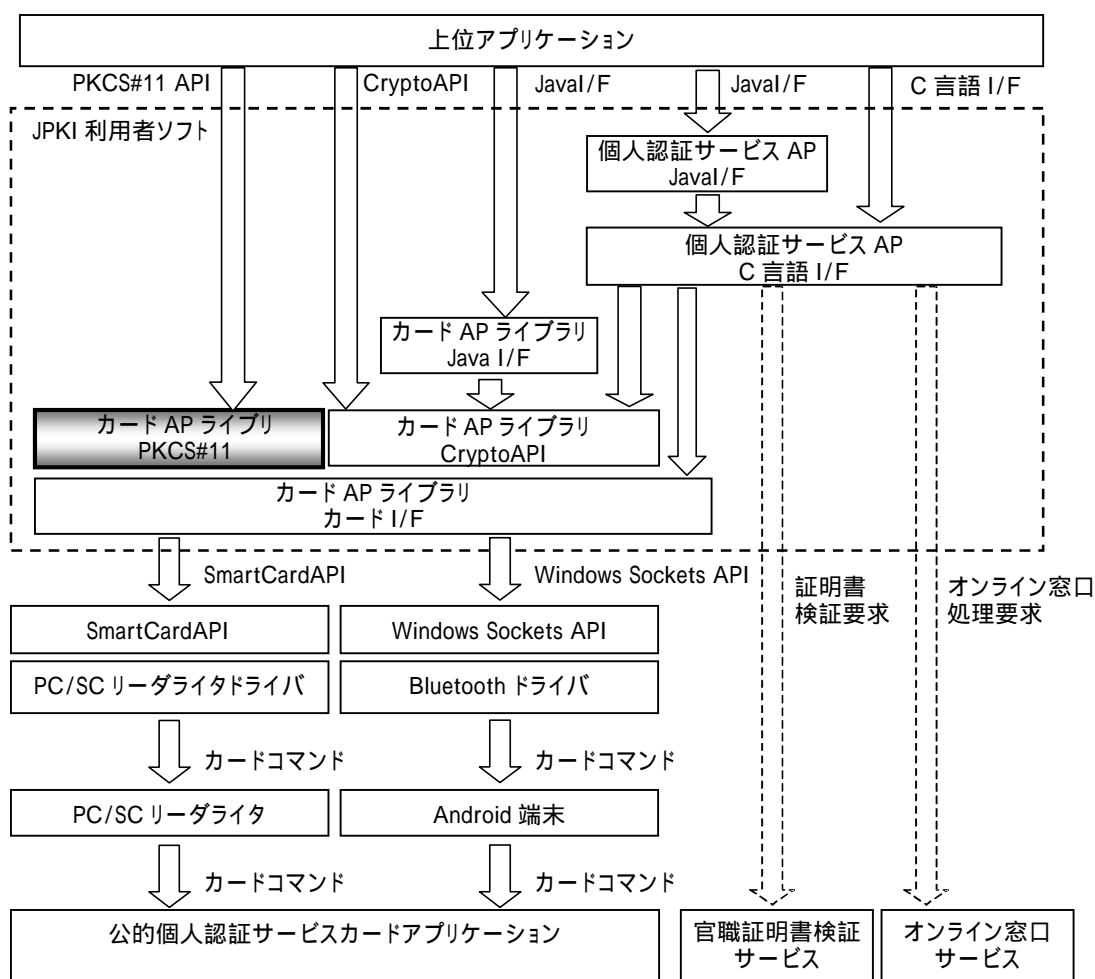 上位アプリケーション
PKCS#11 API
CryptoAPI
JavaI/F
JavaI/F
C 言語 I/F
JPKI 利用者ソフト
個人認証サービス AP
JavaI/F
個人認証サービス AP
C 言語 I/F
カード AP ライブラリ
Java I/F
カード AP ライブリ
PKCS#11
カード AP ライブラリ
CryptoAPI
カード AP ライブラリ
カード I/F
SmartCardAPI
Windows Sockets API
証明書
検証要求
オンライン窓口
処理要求
SmartCardAPI
Windows Sockets API
PC/SC リーダライタドライバ
Bluetooth ドライバ
カードコマンド
カードコマンド
PC/SC リーダライタ
Android 端末
カードコマンド
カードコマンド
公的個人認証サービスカードアプリケーション
官職証明書検証
サービス
オンライン窓口
サービス